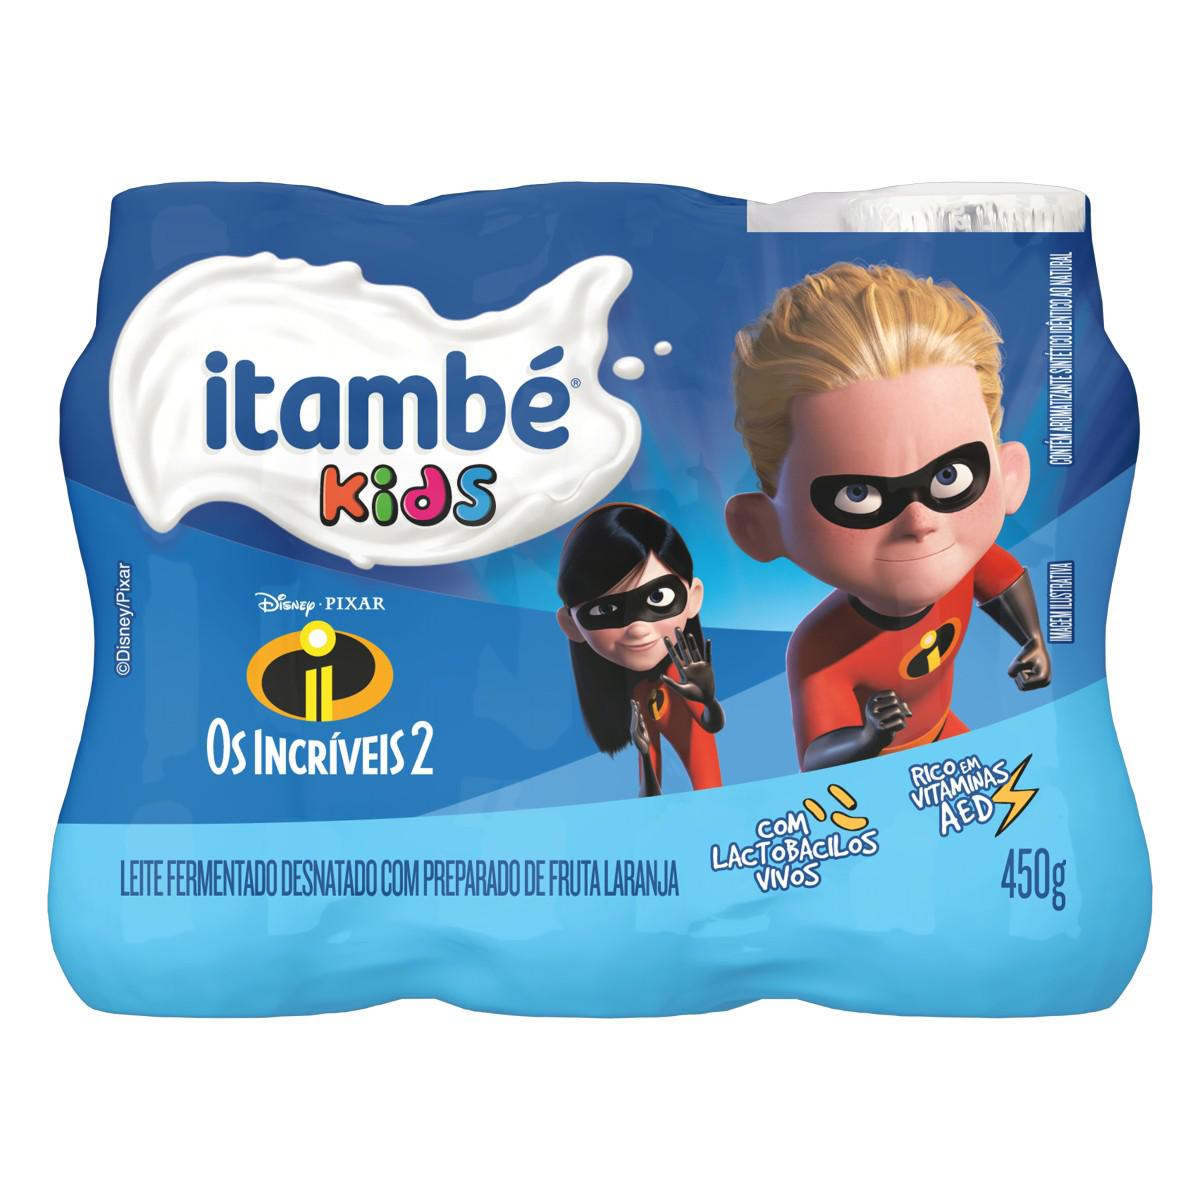 itambé®
Kids
©Disney/Pixar
Disney·PIXAR
OS INCRÍVEIS 2
LEITE FERMENTADO DESNATADO COM PREPARADO DE FRUTA LARANJA
COM
LACTOBACILOS
VIVOS
RICO EM
VITAMINAS
A E D
450g
CONTÉM AROMATIZANTE SINTÉTICO IDÊNTICO AO NATURAL
IMAGEM ILUSTRATIVA